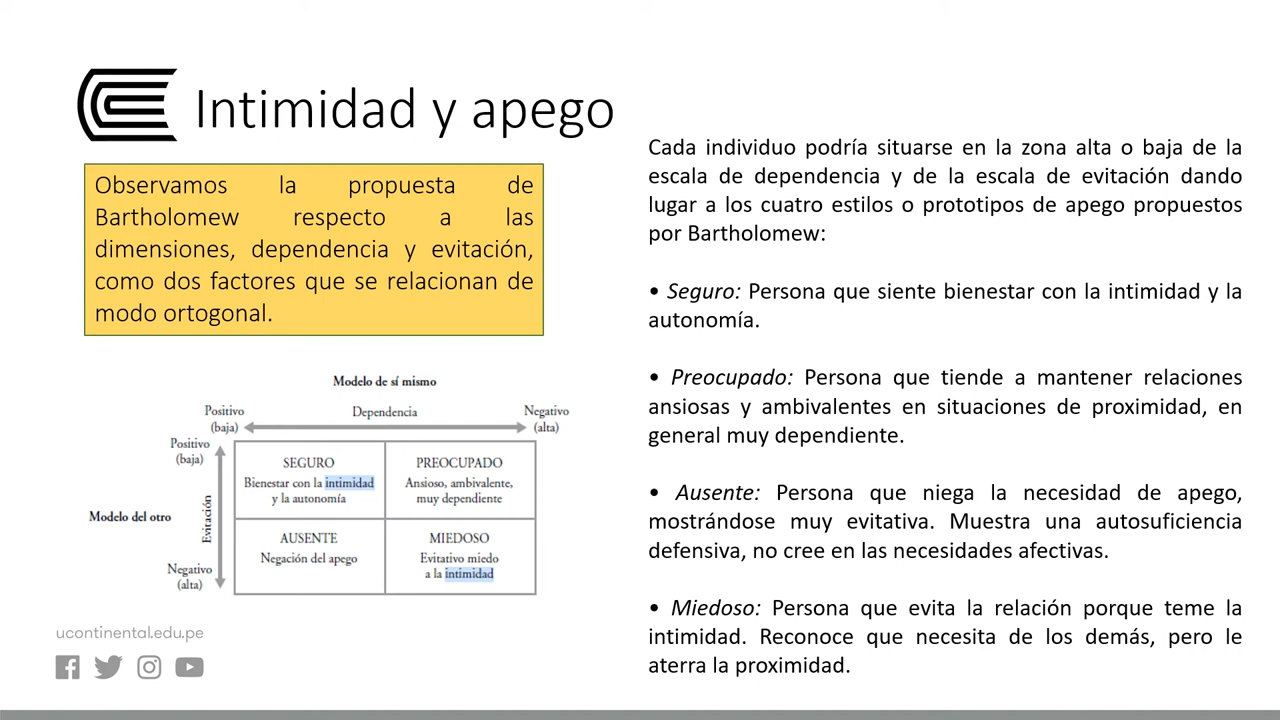 Intimidad y apego
Observamos la propuesta de
Bartholomew respecto a las
dimensiones, dependencia y evitación,
como dos factores que se relacionan de
modo ortogonal.
Modelo de sí mismo
Positivo
(baja)
Dependencia
Negativo
(alta)
Positivo
(baja)
Modelo del otro
Evitación
Negativo
(alta)
SEGURO
Bienestar con la intimidad
y la autonomía
PREOCUPADO
Ansioso, ambivalente,
muy dependiente
AUSENTE
Negación del apego
MIEDOSO
Evitativo miedo
a la intimidad
ucontinental.edu.pe
Cada individuo podría situarse en la zona alta o baja de la
escala de dependencia y de la escala de evitación dando
lugar a los cuatro estilos o prototipos de apego propuestos
por Bartholomew:
• Seguro: Persona que siente bienestar con la intimidad y la
autonomía.
• Preocupado: Persona que tiende a mantener relaciones
ansiosas y ambivalentes en situaciones de proximidad, en
general muy dependiente.
• Ausente: Persona que niega la necesidad de apego,
mostrándose muy evitativa. Muestra una autosuficiencia
defensiva, no cree en las necesidades afectivas.
• Miedoso: Persona que evita la relación porque teme la
intimidad. Reconoce que necesita de los demás, pero le
aterra la proximidad.